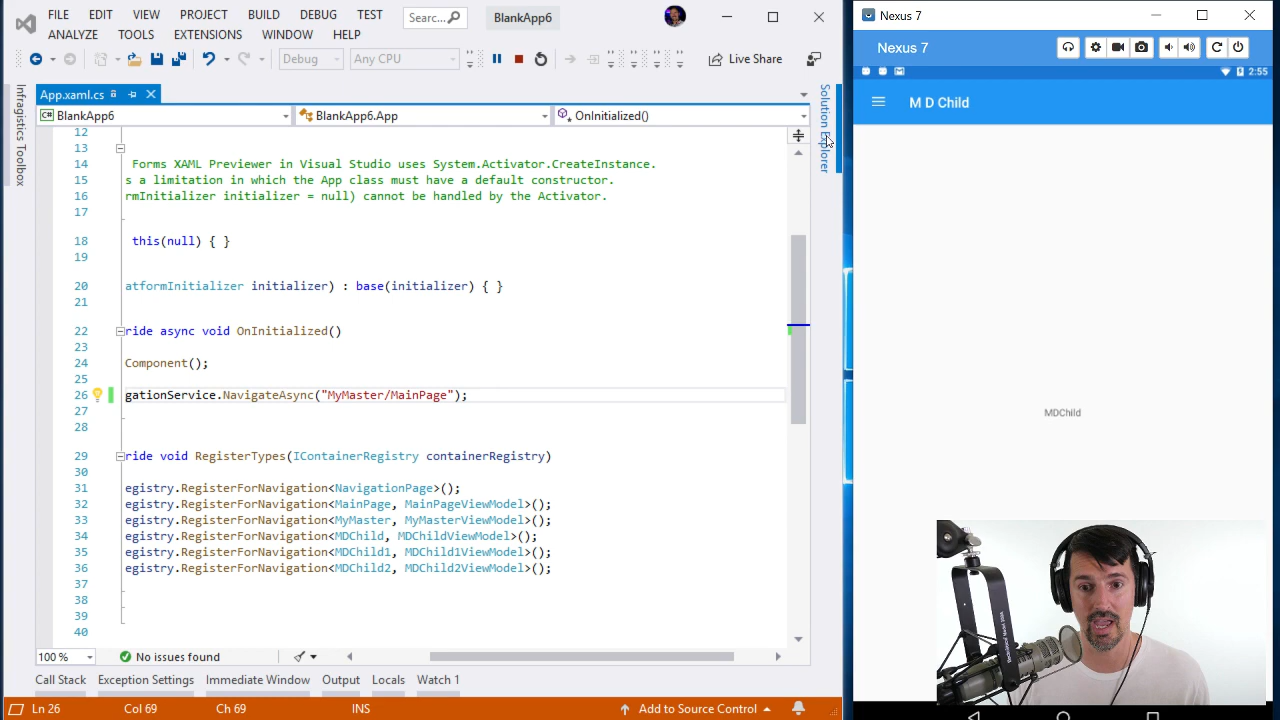 FILE EDIT VIEW PROJECT BUILD DEBUG TEST
ANALYZE TOOLS EXTENSIONS WINDOW HELP
Searc...
BlankApp6
Debug
Any CPU
Live Share
App.xaml.cs
BlankApp6
BlankApp6.App
OnInitialized()
Infragistics Toolbox
Solution Explorer
12
13
14 Forms XAML Previewer in Visual Studio uses System.Activator.CreateInstance.
15 s a limitation in which the App class must have a default constructor.
16 rmInitializer initializer = null) cannot be handled by the Activator.
17
18 this(null) { }
19
20 atformInitializer initializer) : base(initializer) { }
21
22 ride async void OnInitialized()
23
24 Component();
25
26 gationService.NavigateAsync("MyMaster/MainPage");
27
28
29 ride void RegisterTypes(IContainerRegistry containerRegistry)
30
31 egistry.RegisterForNavigation<NavigationPage>();
32 egistry.RegisterForNavigation<MainPage, MainPageViewModel>();
33 egistry.RegisterForNavigation<MyMaster, MyMasterViewModel>();
34 egistry.RegisterForNavigation<MDChild, MDChildViewModel>();
35 egistry.RegisterForNavigation<MDChild1, MDChild1ViewModel>();
36 egistry.RegisterForNavigation<MDChild2, MDChild2ViewModel>();
37
38
39
40
100 %
No issues found
Call Stack Exception Settings Immediate Window Output Locals Watch 1
Ln 26 Col 69 Ch 69 INS Add to Source Control
Nexus 7
Nexus 7
2:55
M D Child
MDChild